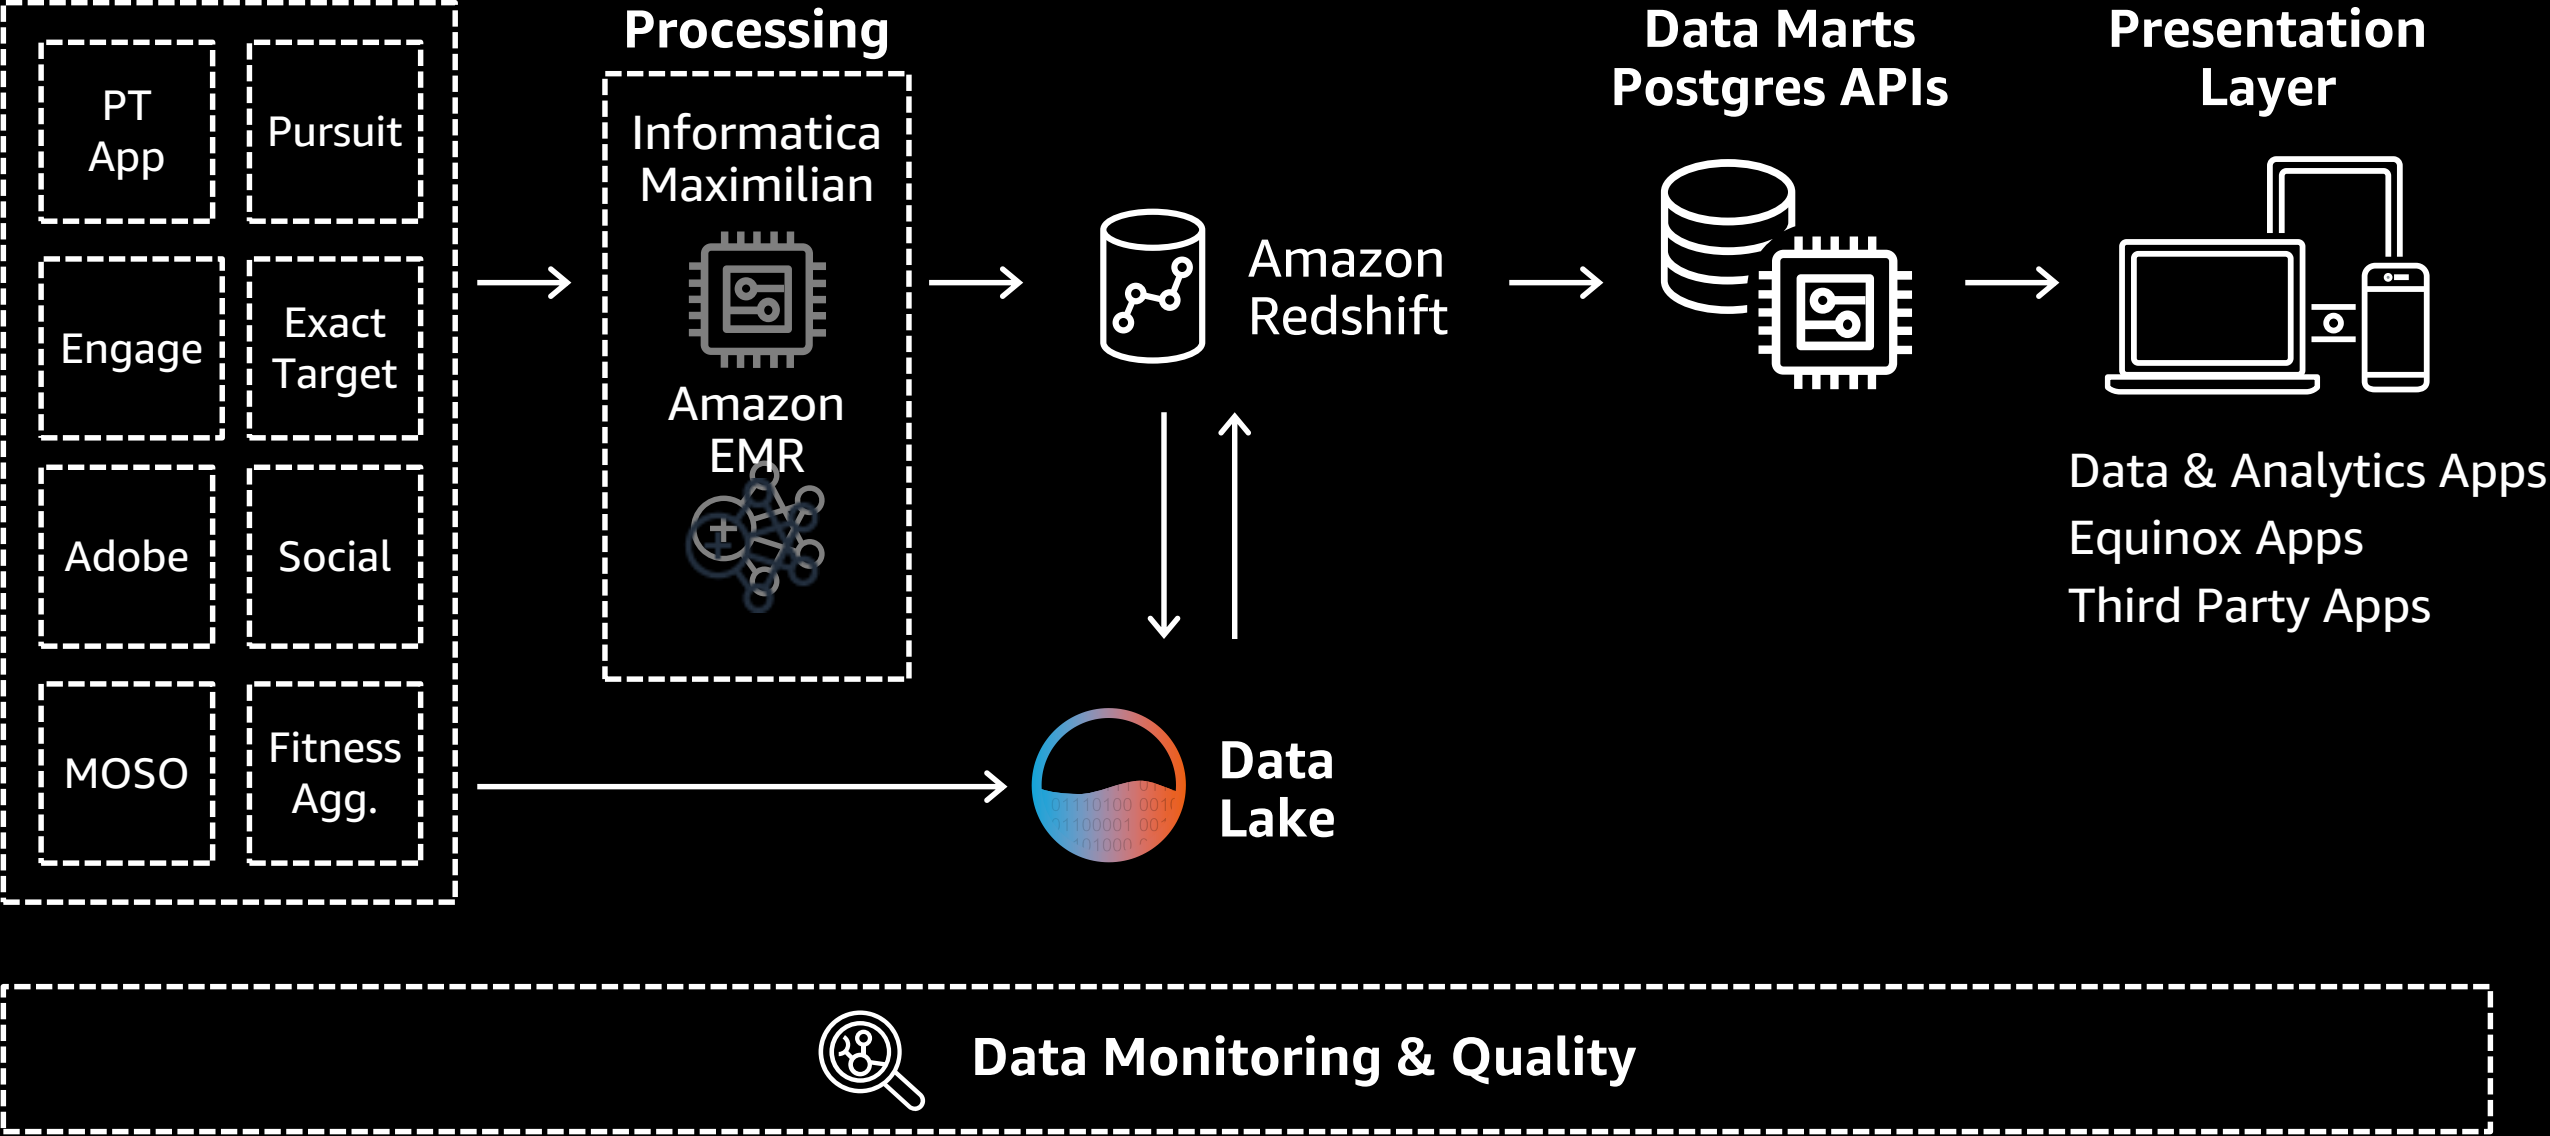 PT
App
Pursuit
Engage
Exact
Target
Adobe
Social
MOSO
Fitness
Agg.
Processing
Informatica
Maximilian
Amazon
EMR
Amazon
Redshift
Data
Lake
Data Marts
Postgres APIs
Presentation
Layer
Data & Analytics Apps
Equinox Apps
Third Party Apps
Data Monitoring & Quality